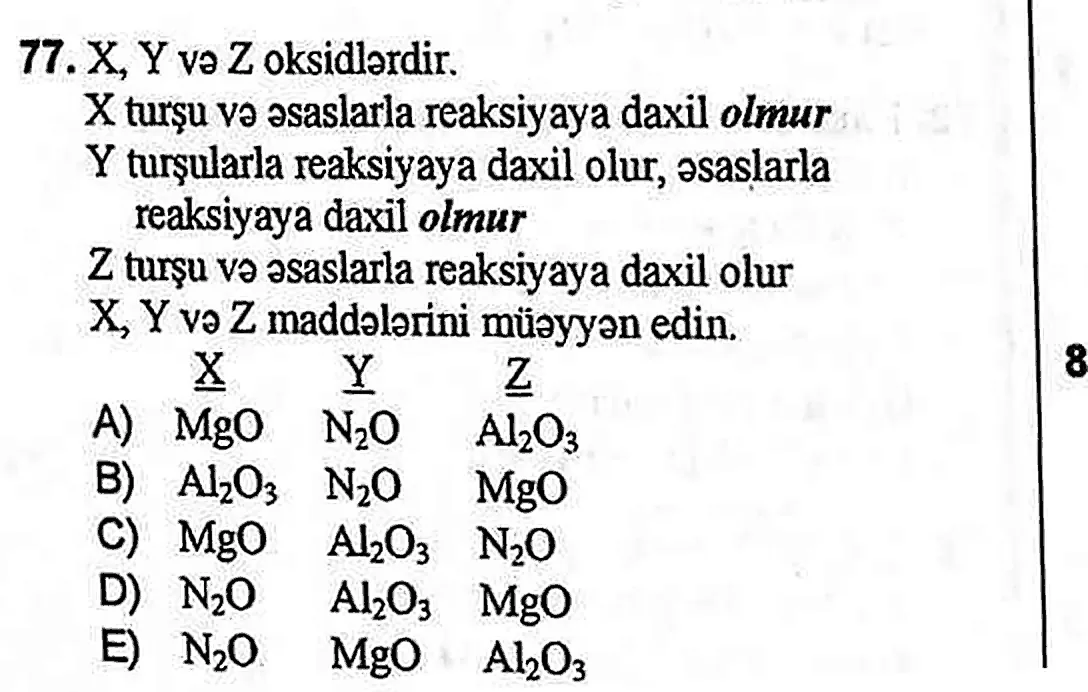 77. X, Y və Z oksidlərdir.
X turşu və əsaslarla reaksiyaya daxil olmur
Y turşularla reaksiyaya daxil olur, əsaslarla
reaksiyaya daxil olmur
Z turşu və əsaslarla reaksiyaya daxil olur
X, Y və Z maddələrini müəyyən edin.
X Y Z
A) MgO N₂O Al₂O₃
B) Al₂O₃ N₂O MgO
C) MgO Al₂O₃ N₂O
D) N₂O Al₂O₃ MgO
E) N₂O MgO Al₂O₃
8